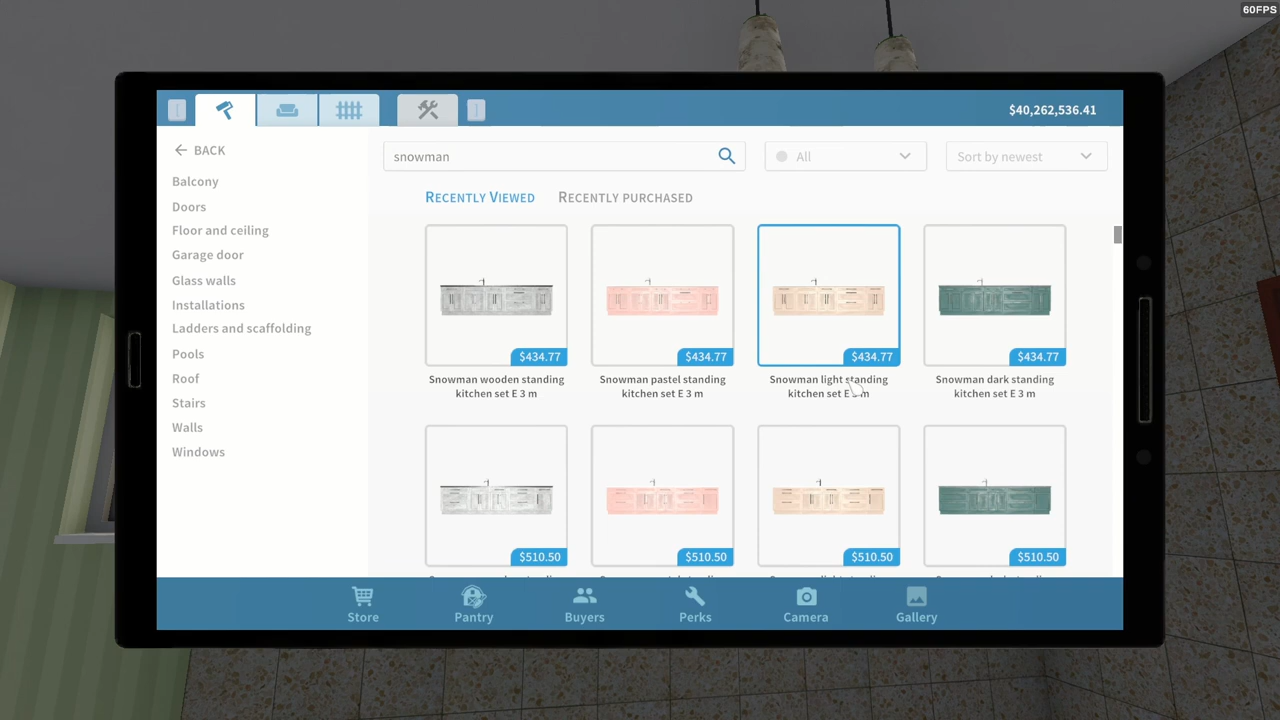 60FPS
$40,262,536.41
BACK
snowman
All
Sort by newest
Balcony
Doors
Floor and ceiling
Garage door
Glass walls
Installations
Ladders and scaffolding
Pools
Roof
Stairs
Walls
Windows
RECENTLY VIEWED
RECENTLY PURCHASED
$434.77
$434.77
$434.77
$434.77
Snowman wooden standing
kitchen set E 3 m
Snowman pastel standing
kitchen set E 3 m
Snowman light standing
kitchen set E 3 m
Snowman dark standing
kitchen set E 3 m
$510.50
$510.50
$510.50
$510.50
Store
Pantry
Buyers
Perks
Camera
Gallery